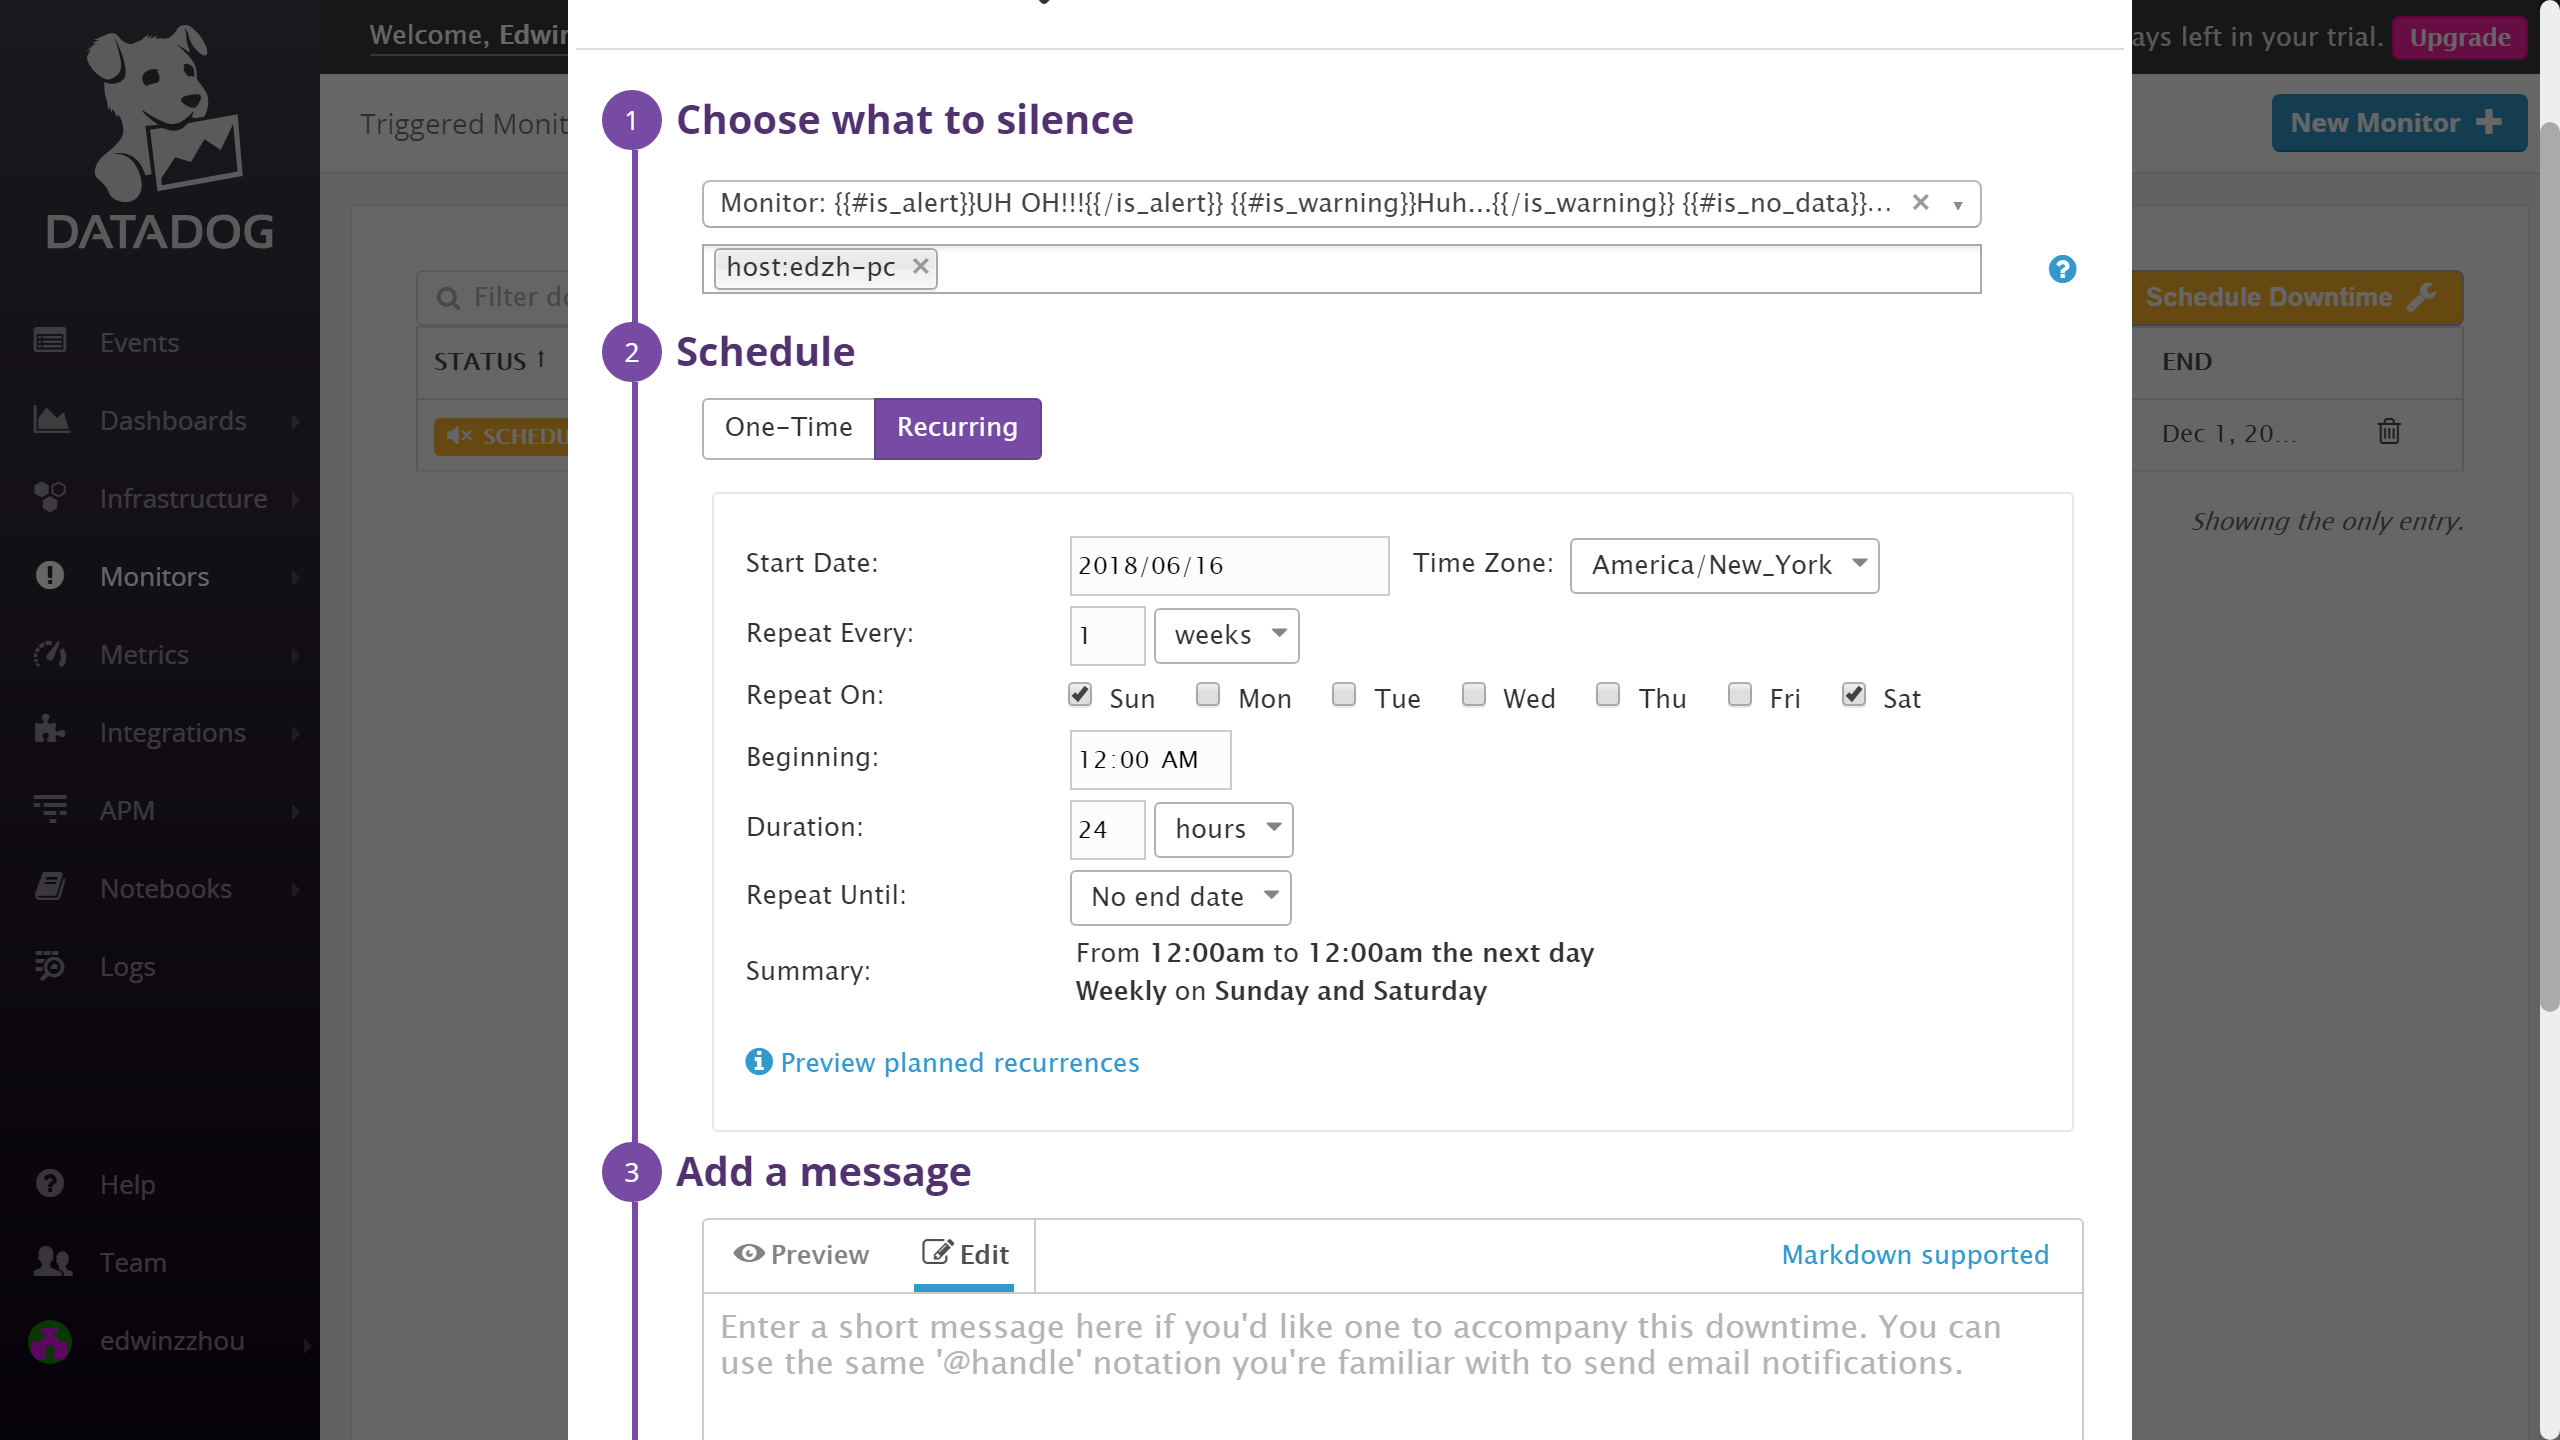 DATADOG
Events
Dashboards
Infrastructure
Monitors
Metrics
Integrations
APM
Notebooks
Logs
Help
Team
edwinzzhou
Welcome,
ays left in your trial. Upgrade
Triggered
New Monitor
Filter
Schedule Downtime
STATUS ↑
END
Dec 1, 20...
Showing the only entry.
1 Choose what to silence
Monitor: {{#is_alert}}UH OH!!!{{/is_alert}} {{#is_warning}}Huh...{{/is_warning}} {{#is_no_data}}...
host:edzh-pc
2 Schedule
One-Time Recurring
Start Date: 2018/06/16 Time Zone: America/New_York
Repeat Every: 1 weeks
Repeat On: Sun Mon Tue Wed Thu Fri Sat
Beginning: 12:00 AM
Duration: 24 hours
Repeat Until: No end date
Summary: From 12:00am to 12:00am the next day
Weekly on Sunday and Saturday
Preview planned recurrences
3 Add a message
Preview Edit Markdown supported
Enter a short message here if you'd like one to accompany this downtime. You can
use the same '@handle' notation you're familiar with to send email notifications.